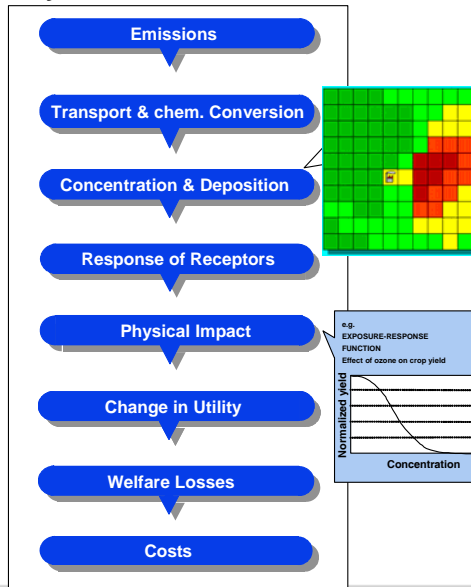 Emissions
Transport & chem. Conversion
Concentration & Deposition
Response of Receptors
Physical Impact
e.g.
EXPOSURE-RESPONSE
FUNCTION
Effect of ozone on crop yield
Normalized yield
Concentration
Change in Utility
Welfare Losses
Costs